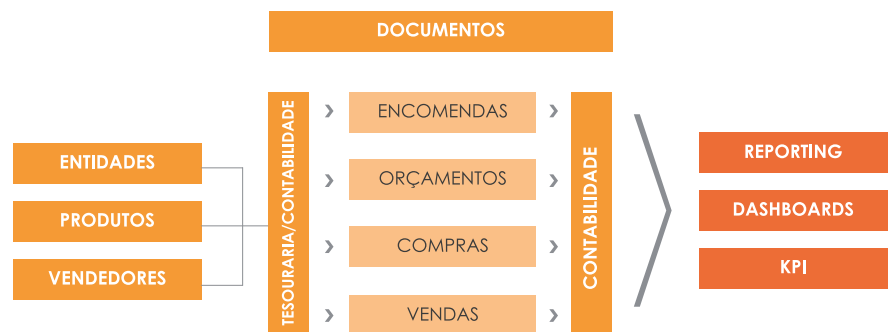 DOCUMENTOS
ENTIDADES
PRODUTOS
VENDEDORES
TESOURARIA/CONTABILIDADE
ENCOMENDAS
ORÇAMENTOS
COMPRAS
VENDAS
CONTABILIDADE
REPORTING
DASHBOARDS
KPI